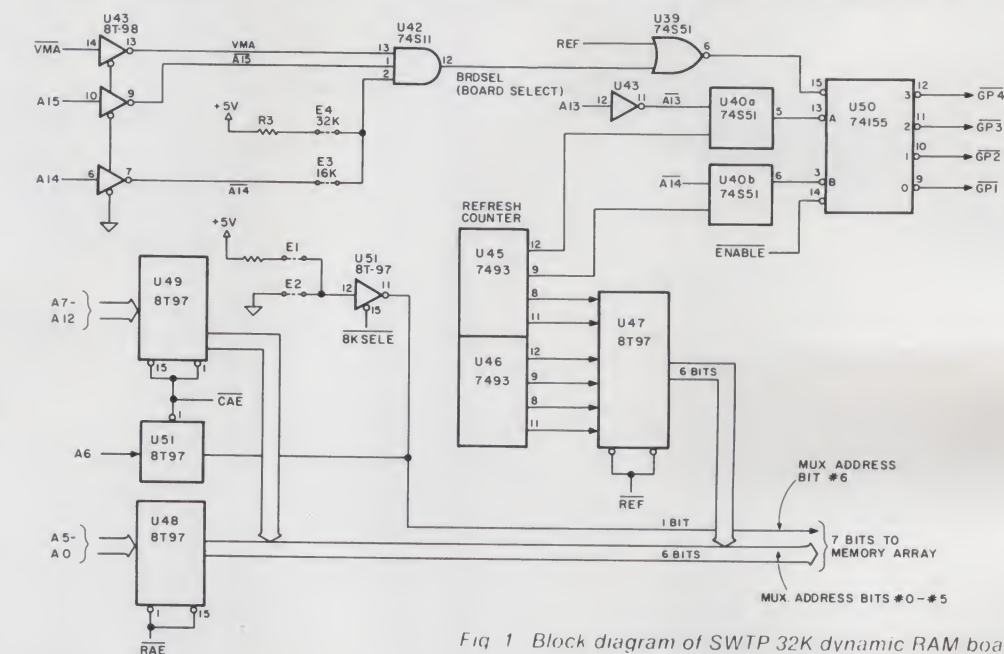 U43
8T-98
VMA
14
13
VMA
A15
10
9
A15
A14
6
7
A14
+5V
R3
E4
32K
E3
16K
U42
74S11
13
1
2
12
BRDSEL
(BOARD SELECT)
REF
U39
74S51
6
U43
A13
12
11
A13
U40a
74S51
5
A14
U40b
74S51
6
15
13
A
3
B
14
U50
74155
3
2
1
0
12
GP4
11
GP3
10
GP2
9
GP1
ENABLE
REFRESH
COUNTER
U45
7493
12
9
8
11
U46
7493
12
9
8
11
U47
8T97
REF
6 BITS
+5V
E1
E2
U51
8T-97
12
11
15
8KSELE
A7-
A12
U49
8T97
15
1
CAE
1
U51
8T97
A6
A5-
A0
U48
8T97
1
15
RAE
1 BIT
6 BITS
MUX ADDRESS
BIT #6
7 BITS TO
MEMORY ARRAY
MUX. ADDRESS BITS #0-#5
Fig 1 Block diagram of SWTP 32K dynamic RAM boa